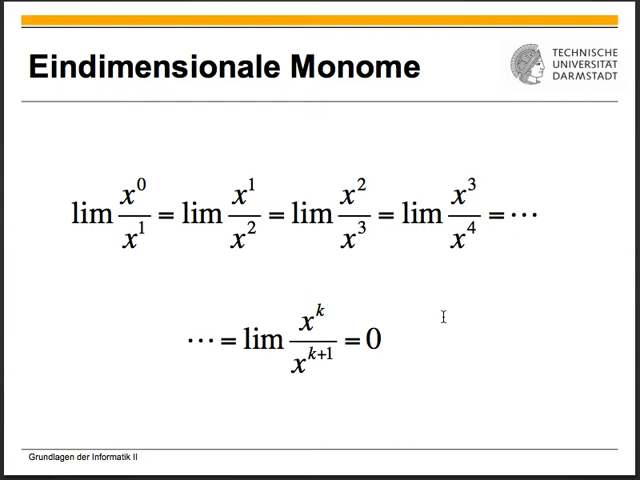 Eindimensionale Monome
TECHNISCHE
UNIVERSITÄT
DARMSTADT
lim x^0/x^1 = lim x^1/x^2 = lim x^2/x^3 = lim x^3/x^4 = ⋯
⋯ = lim x^k/x^{k+1} = 0
Grundlagen der Informatik II